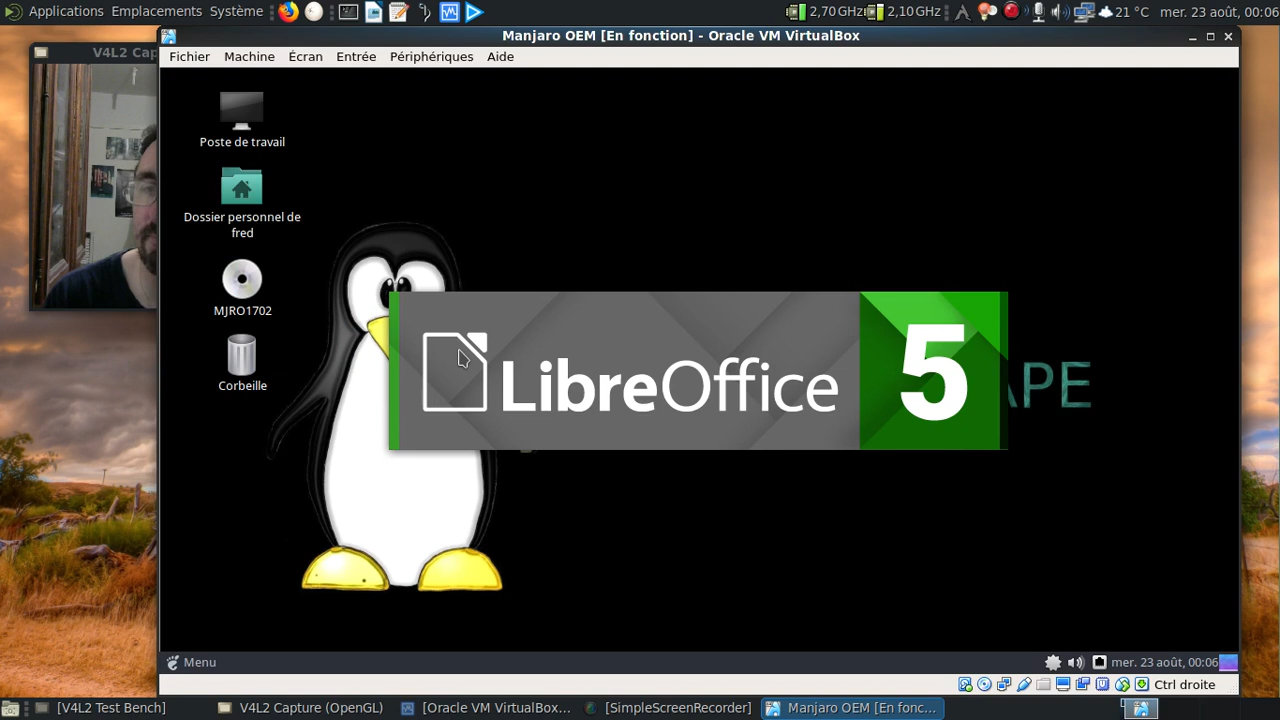 Applications Emplacements Système 2,70 GHz 2,10 GHz 21 °C mer. 23 août, 00:06
Manjaro OEM [En fonction] - Oracle VM VirtualBox
V4L2 Cap
Fichier Machine Écran Entrée Périphériques Aide
Poste de travail
Dossier personnel de
fred
MJRO1702
Corbeille
LibreOffice 5
APE
Menu mer. 23 août, 00:06
Ctrl droite
[V4L2 Test Bench] V4L2 Capture (OpenGL) [Oracle VM VirtualBox... [SimpleScreenRecorder] Manjaro OEM [En fonc...